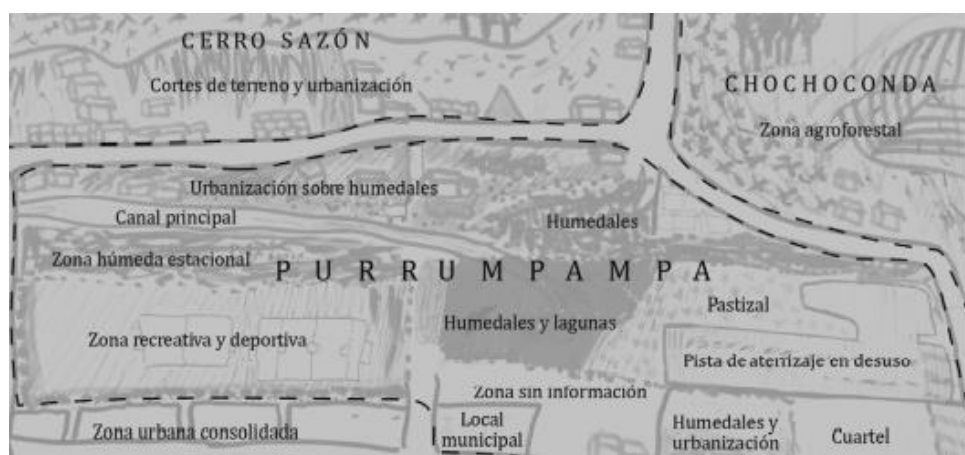 CERRO SAZÓN
Cortes de terreno y urbanización
CHOCHOCONDA
Zona agroforestal
Urbanización sobre humedales
Canal principal
Humedales
Zona húmeda estacional
PURRUMPAMPA
Pastizal
Humedales y lagunas
Zona recreativa y deportiva
Pista de aterrizaje en desuso
Zona sin información
Zona urbana consolidada
Local
municipal
Humedales y
urbanización
Cuartel